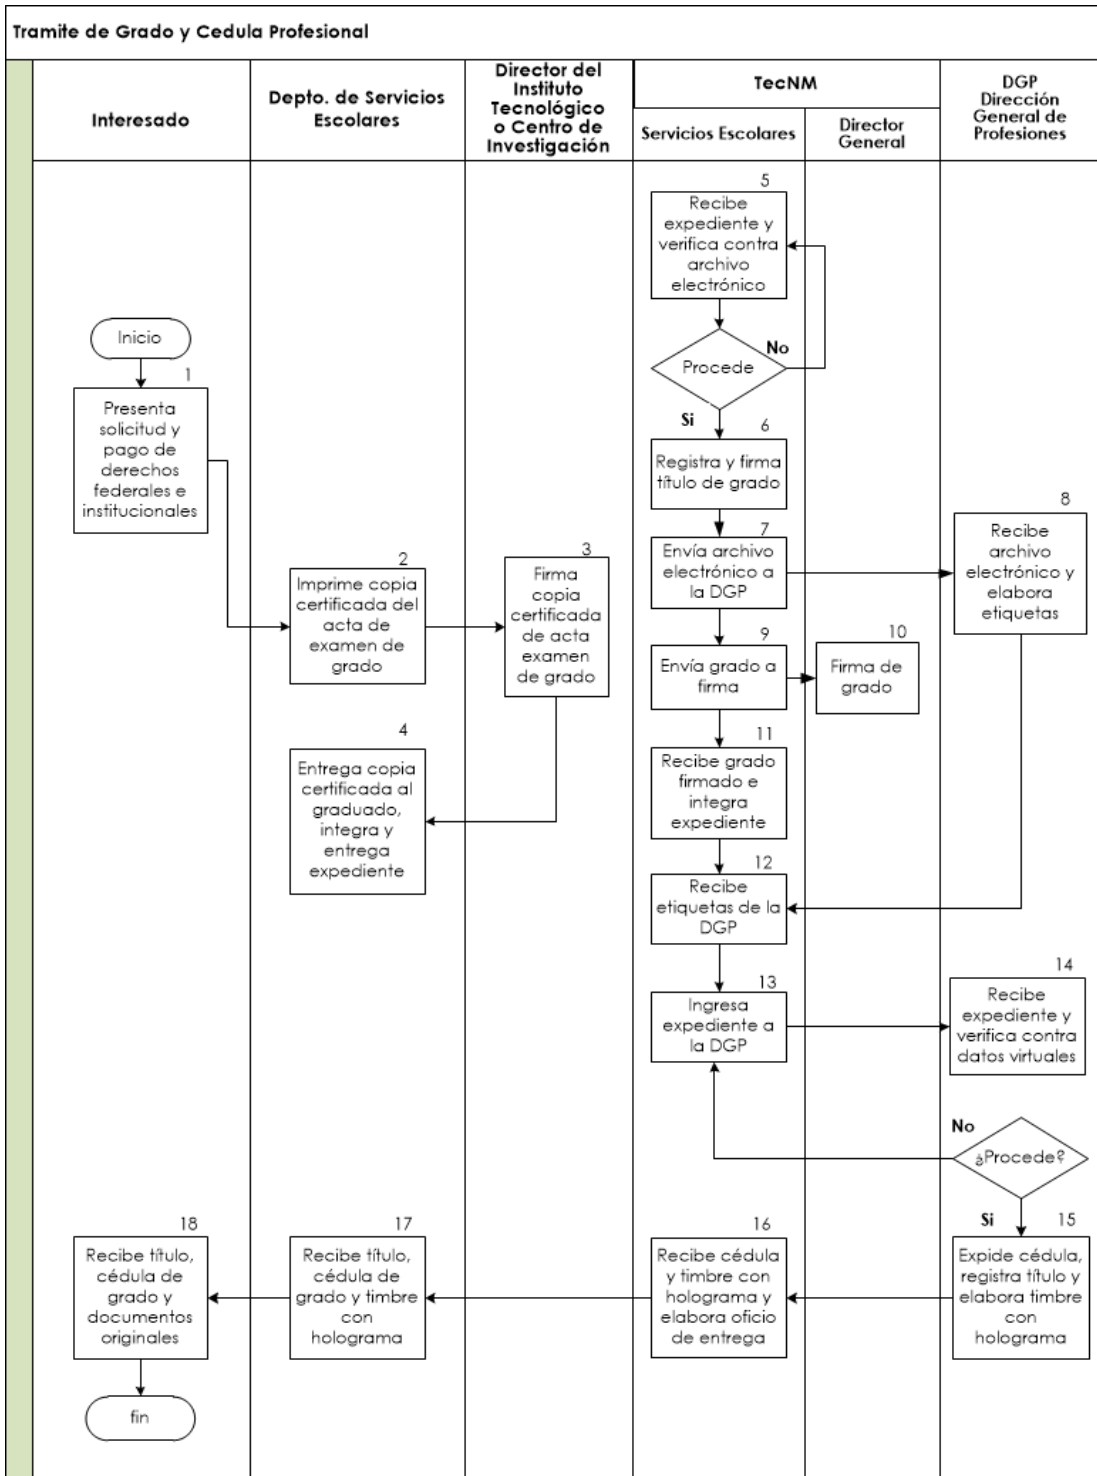 Tramite de Grado y Cedula Profesional
Interesado
Depto. de Servicios
Escolares
Director del
Instituto
Tecnológico
o Centro de
Investigación
TecNM
Servicios Escolares
Director
General
DGP
Dirección
General de
Profesiones
5
Recibe
expediente y
verifica contra
archivo
electrónico
Inicio
No
Procede
1
Presenta
solicitud y
pago de
derechos
federales e
institucionales
Si
6
Registra y firma
título de grado
7
Envía archivo
electrónico a
la DGP
8
Recibe
archivo
electrónico y
elabora
etiquetas
2
Imprime copia
certificada del
acta de
examen de
grado
3
Firma
copia
certificada
de acta
examen
de grado
9
Envía grado a
firma
10
Firma de
grado
4
Entrega copia
certificada al
graduado,
integra y
entrega
expediente
11
Recibe grado
firmado e
integra
expediente
12
Recibe
etiquetas de la
DGP
13
Ingresa
expediente a
la DGP
14
Recibe
expediente y
verifica contra
datos virtuales
No
¿Procede?
Si
15
Expide cédula,
registra título y
elabora timbre
con
holograma
16
Recibe cédula
y timbre con
holograma y
elabora oficio
de entrega
17
Recibe título,
cédula de
grado y timbre
con
holograma
18
Recibe título,
cédula de
grado y
documentos
originales
fin